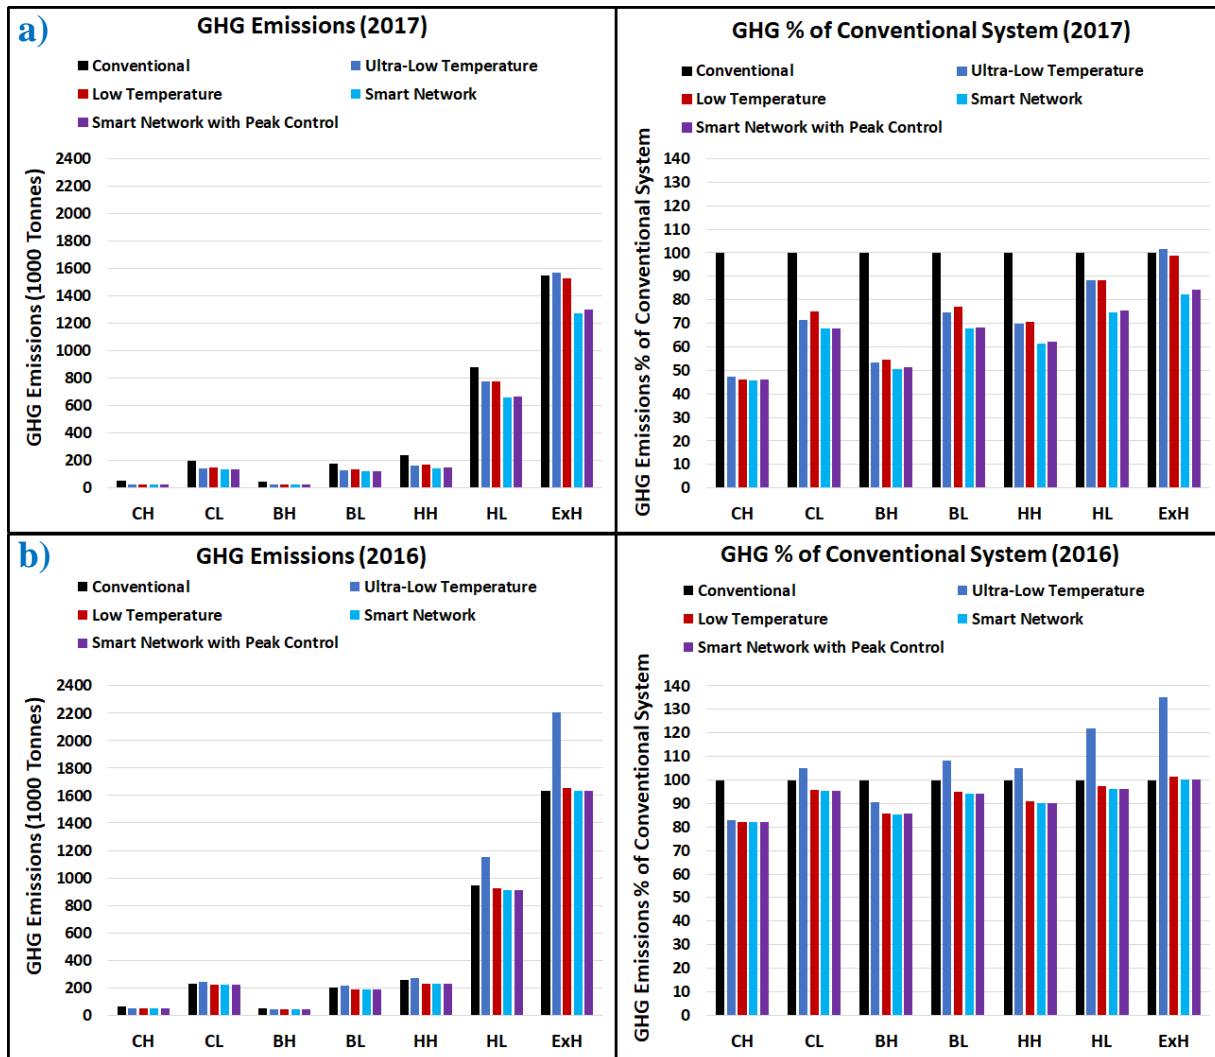 a)
GHG Emissions (2017)
Conventional
Ultra-Low Temperature
Low Temperature
Smart Network
Smart Network with Peak Control
GHG Emissions (1000 Tonnes)
2400
2200
2000
1800
1600
1400
1200
1000
800
600
400
200
0
CH CL BH BL HH HL ExH
GHG % of Conventional System (2017)
Conventional
Ultra-Low Temperature
Low Temperature
Smart Network
Smart Network with Peak Control
GHG Emissions % of Conventional System
140
130
120
110
100
90
80
70
60
50
40
30
20
10
0
CH CL BH BL HH HL ExH
b)
GHG Emissions (2016)
Conventional
Ultra-Low Temperature
Low Temperature
Smart Network
Smart Network with Peak Control
GHG Emissions (1000 Tonnes)
2400
2200
2000
1800
1600
1400
1200
1000
800
600
400
200
0
CH CL BH BL HH HL ExH
GHG % of Conventional System (2016)
Conventional
Ultra-Low Temperature
Low Temperature
Smart Network
Smart Network with Peak Control
GHG Emissions % of Conventional System
140
130
120
110
100
90
80
70
60
50
40
30
20
10
0
CH CL BH BL HH HL ExH